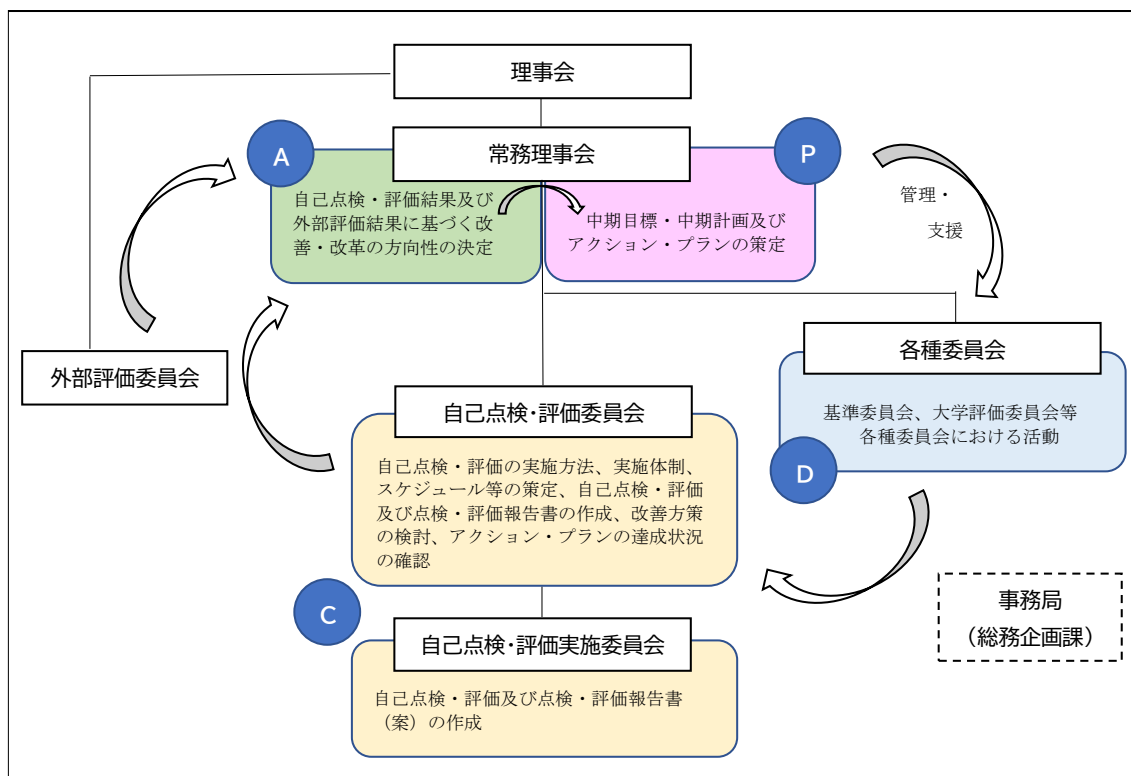 理事会
A
常務理事会
P
自己点検・評価結果及び
外部評価結果に基づく改
善・改革の方向性の決定
中期目標・中期計画及び
アクション・プランの策定
管理・
支援
外部評価委員会
各種委員会
基準委員会、大学評価委員会等
各種委員会における活動
D
自己点検・評価委員会
自己点検・評価の実施方法、実施体制、
スケジュール等の策定、自己点検・評価
及び点検・評価報告書の作成、改善方策
の検討、アクション・プランの達成状況
の確認
C
自己点検・評価実施委員会
自己点検・評価及び点検・評価報告書
（案）の作成
事務局
（総務企画課）